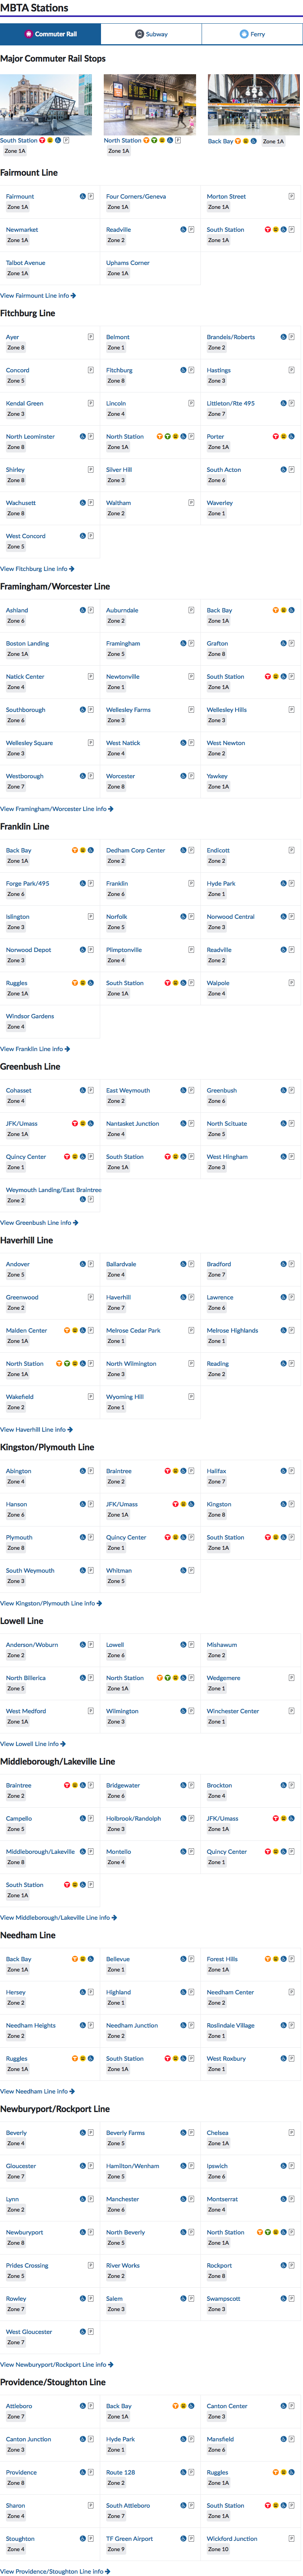 MBTA Stations
Commuter Rail
Subway
Ferry
Major Commuter Rail Stops
South Station T P
Zone 1A
North Station T T P
Zone 1A
Back Bay T Zone 1A
Fairmount Line
Fairmount P
Zone 1A
Four Corners/Geneva
Zone 1A
Morton Street P
Zone 1A
Newmarket
Zone 1A
Readville P
Zone 2
South Station T P
Zone 1A
Talbot Avenue
Zone 1A
Uphams Corner
Zone 1A
View Fairmount Line info
Fitchburg Line
Ayer P
Zone 8
Belmont
Zone 1
Brandeis/Roberts P
Zone 2
Concord P
Zone 5
Fitchburg P
Zone 8
Hastings P
Zone 3
Kendal Green P
Zone 3
Lincoln P
Zone 4
Littleton/Rte 495 P
Zone 7
North Leominster P
Zone 8
North Station T T P
Zone 1A
Porter T
Zone 1A
Shirley P
Zone 8
Silver Hill
Zone 3
South Acton P
Zone 6
Wachusett P
Zone 8
Waltham P
Zone 2
Waverley
Zone 1
West Concord P
Zone 5
View Fitchburg Line info
Framingham/Worcester Line
Ashland P
Zone 6
Auburndale P
Zone 2
Back Bay T
Zone 1A
Boston Landing
Zone 1A
Framingham P
Zone 5
Grafton P
Zone 8
Natick Center P
Zone 4
Newtonville P
Zone 1
South Station T P
Zone 1A
Southborough P
Zone 6
Wellesley Farms P
Zone 3
Wellesley Hills P
Zone 3
Wellesley Square P
Zone 3
West Natick P
Zone 4
West Newton
Zone 2
Westborough P
Zone 7
Worcester P
Zone 8
Yawkey
Zone 1A
View Framingham/Worcester Line info
Franklin Line
Back Bay T
Zone 1A
Dedham Corp Center P
Zone 2
Endicott P
Zone 2
Forge Park/495 P
Zone 6
Franklin P
Zone 6
Hyde Park P
Zone 1
Islington P
Zone 3
Norfolk P
Zone 5
Norwood Central P
Zone 3
Norwood Depot P
Zone 3
Plimptonville P
Zone 4
Readville P
Zone 2
Ruggles T
Zone 1A
South Station T P
Zone 1A
Walpole P
Zone 4
Windsor Gardens
Zone 4
View Franklin Line info
Greenbush Line
Cohasset P
Zone 4
East Weymouth P
Zone 2
Greenbush P
Zone 6
JFK/Umass T
Zone 1A
Nantasket Junction P
Zone 4
North Scituate P
Zone 5
Quincy Center T P
Zone 1
South Station T P
Zone 1A
West Hingham P
Zone 3
Weymouth Landing/East Braintree
Zone 2 P
View Greenbush Line info
Haverhill Line
Andover P
Zone 5
Ballardvale P
Zone 4
Bradford P
Zone 7
Greenwood P
Zone 2
Haverhill P
Zone 7
Lawrence P
Zone 6
Malden Center T P
Zone 1A
Melrose Cedar Park P
Zone 1
Melrose Highlands P
Zone 1
North Station T T P
Zone 1A
North Wilmington P
Zone 3
Reading P
Zone 2
Wakefield P
Zone 2
Wyoming Hill P
Zone 1
View Haverhill Line info
Kingston/Plymouth Line
Abington P
Zone 4
Braintree T P
Zone 2
Halifax P
Zone 7
Hanson P
Zone 6
JFK/Umass T
Zone 1A
Kingston P
Zone 8
Plymouth P
Zone 8
Quincy Center T P
Zone 1
South Station T P
Zone 1A
South Weymouth P
Zone 3
Whitman P
Zone 5
View Kingston/Plymouth Line info
Lowell Line
Anderson/Woburn P
Zone 2
Lowell P
Zone 6
Mishawum
Zone 2
North Billerica P
Zone 5
North Station T T P
Zone 1A
Wedgemere P
Zone 1
West Medford P
Zone 1A
Wilmington P
Zone 3
Winchester Center P
Zone 1
View Lowell Line info
Middleborough/Lakeville Line
Braintree T P
Zone 2
Bridgewater P
Zone 6
Brockton P
Zone 4
Campello P
Zone 5
Holbrook/Randolph P
Zone 3
JFK/Umass T
Zone 1A
Middleborough/Lakeville P
Zone 8
Montello P
Zone 4
Quincy Center T P
Zone 1
South Station T P
Zone 1A
View Middleborough/Lakeville Line info
Needham Line
Back Bay T
Zone 1A
Bellevue P
Zone 1
Forest Hills T P
Zone 1A
Hersey P
Zone 2
Highland P
Zone 1
Needham Center P
Zone 2
Needham Heights P
Zone 2
Needham Junction P
Zone 2
Roslindale Village P
Zone 1
Ruggles T
Zone 1A
South Station T P
Zone 1A
West Roxbury P
Zone 1
View Needham Line info
Newburyport/Rockport Line
Beverly P
Zone 4
Beverly Farms P
Zone 5
Chelsea P
Zone 1A
Gloucester P
Zone 7
Hamilton/Wenham P
Zone 5
Ipswich P
Zone 6
Lynn P
Zone 2
Manchester P
Zone 6
Montserrat P
Zone 4
Newburyport P
Zone 8
North Beverly P
Zone 5
North Station T T P
Zone 1A
Prides Crossing P
Zone 5
River Works
Zone 2
Rockport P
Zone 8
Rowley P
Zone 7
Salem P
Zone 3
Swampscott P
Zone 3
West Gloucester P
Zone 7
View Newburyport/Rockport Line info
Providence/Stoughton Line
Attleboro P
Zone 7
Back Bay T
Zone 1A
Canton Center P
Zone 3
Canton Junction P
Zone 3
Hyde Park P
Zone 1
Mansfield P
Zone 6
Providence P
Zone 8
Route 128 P
Zone 2
Ruggles T
Zone 1A
Sharon P
Zone 4
South Attleboro P
Zone 7
South Station T P
Zone 1A
Stoughton P
Zone 4
TF Green Airport P
Zone 9
Wickford Junction P
Zone 10
View Providence/Stoughton Line info